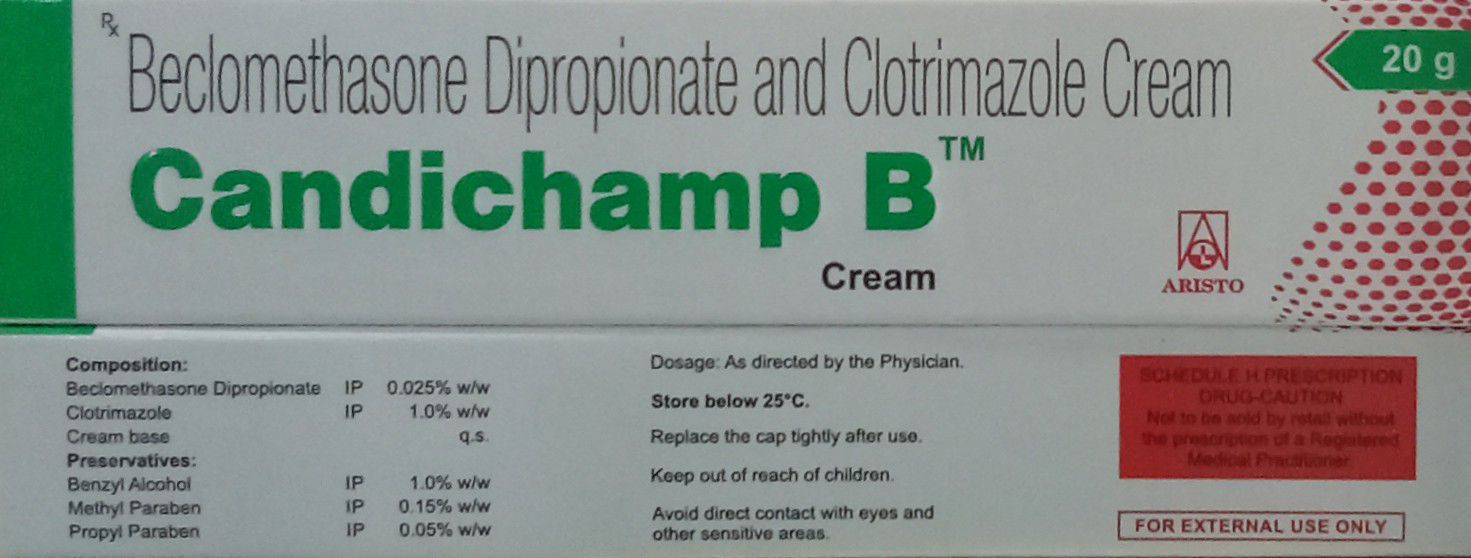 Rx
Beclomethasone Dipropionate and Clotrimazole Cream
20 g
Candichamp B™
Cream
ARISTO
Composition:
Beclomethasone Dipropionate IP 0.025% w/w
Clotrimazole IP 1.0% w/w
Cream base q.s.
Preservatives:
Benzyl Alcohol IP 1.0% w/w
Methyl Paraben IP 0.15% w/w
Propyl Paraben IP 0.05% w/w
Dosage: As directed by the Physician.
Store below 25°C.
Replace the cap tightly after use.
Keep out of reach of children.
Avoid direct contact with eyes and
other sensitive areas.
SCHEDULE H PRESCRIPTION
DRUG-CAUTION
Not to be sold by retail without
the prescription of a Registered
Medical Practitioner
FOR EXTERNAL USE ONLY